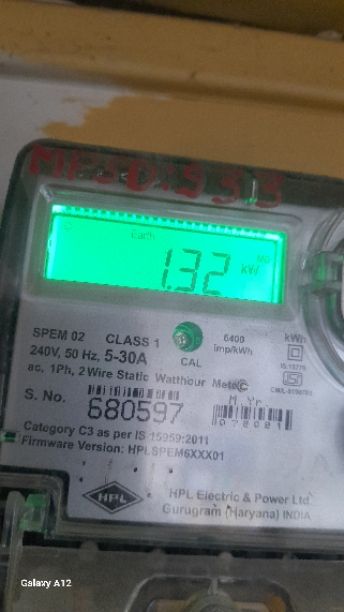 Earth
MD
1.32 kW
SPEM 02 CLASS 1
240V, 50 Hz, 5-30A
CAL
6400
imp/kWh
kWh
ac, 1Ph, 2 Wire Static Watthour Meter
S. No.
680597
M Yr.
Category C3 as per IS 15959:2011
Firmware Version: HPLSPEM6XXX01
HPL
HPL Electric & Power Ltd
Gurugram (Haryana) INDIA
Galaxy A12